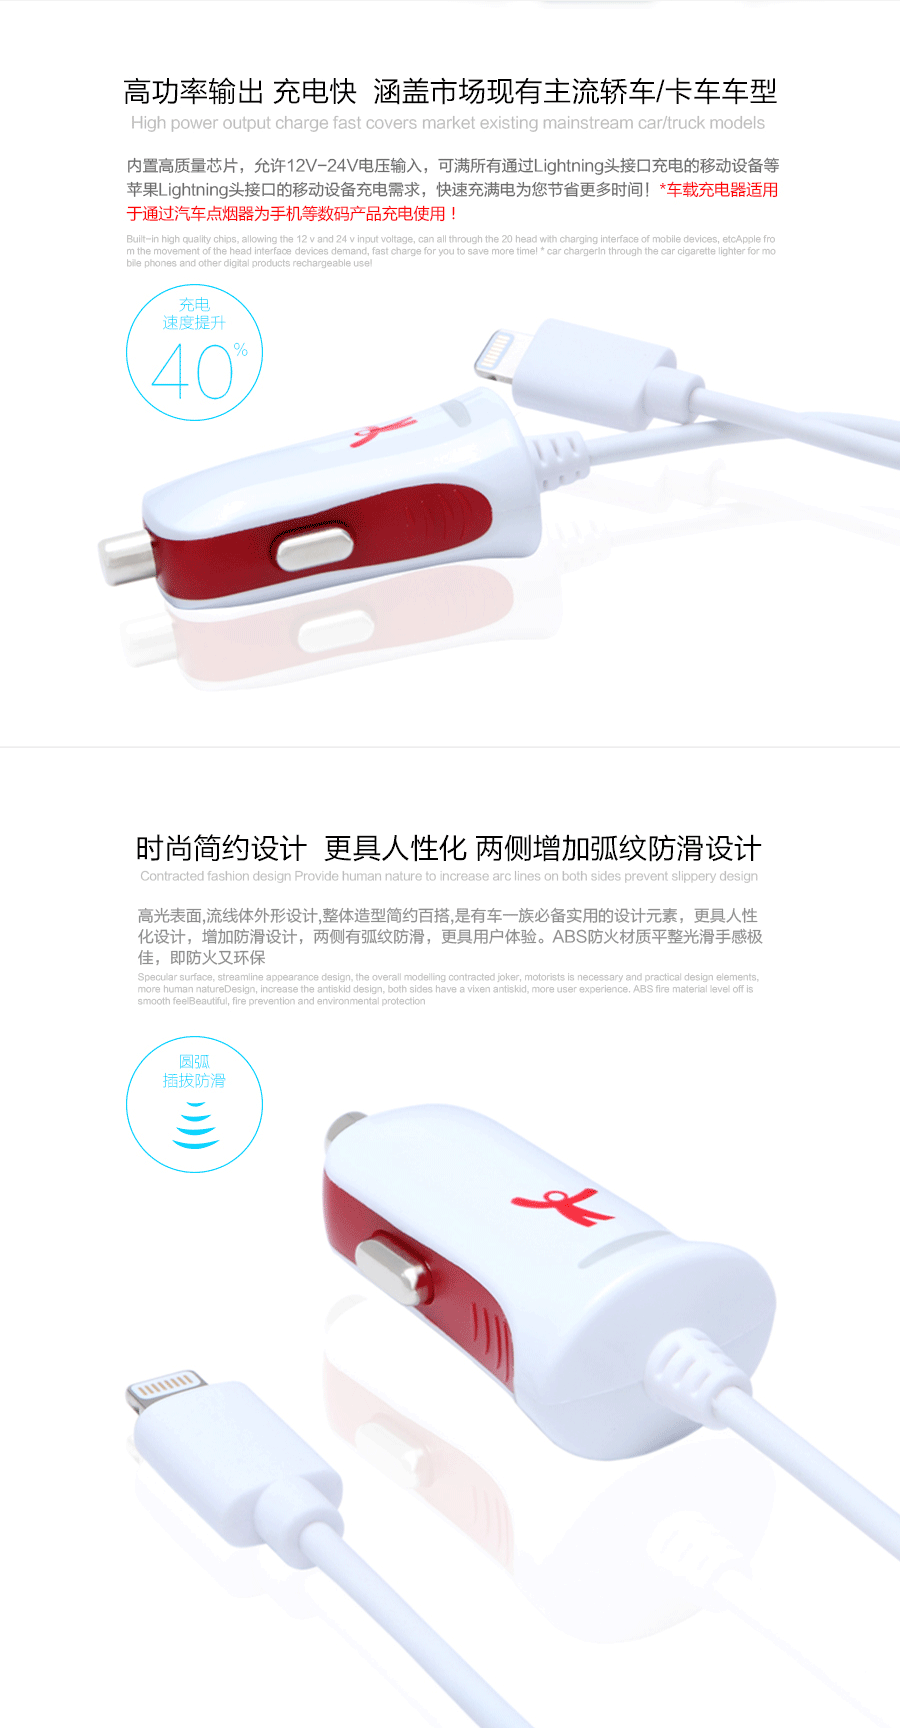 高功率输出 充电快 涵盖市场现有主流轿车/卡车车型
High power output charge fast covers market existing mainstream car/truck models
内置高质量芯片，允许12V-24V电压输入，可满所有通过Lightning头接口充电的移动设备等
苹果Lightning头接口的移动设备充电需求，快速充满电为您节省更多时间！*车载充电器适用
于通过汽车点烟器为手机等数码产品充电使用！
Built-in high quality chips, allowing the 12 v and 24 v input voltage, can all through the 20 head with charging interface of mobile devices, etcApple fro
m the movement of the head interface devices demand, fast charge for you to save more time! * car chargerIn through the car cigarette lighter for mo
bile phones and other digital products rechargeable use!
充电
速度提升
40%
时尚简约设计 更具人性化 两侧增加弧纹防滑设计
Contracted fashion design Provide human nature to increase arc lines on both sides prevent slippery design
高光表面,流线体外形设计,整体造型简约百搭,是有车一族必备实用的设计元素，更具人性
化设计，增加防滑设计，两侧有弧纹防滑，更具用户体验。ABS防火材质平整光滑手感极
佳，即防火又环保
Specular surface, streamline appearance design, the overall modelling contracted joker, motorists is necessary and practical design elements,
more human natureDesign, increase the antiskid design, both sides have a vixen antiskid, more user experience. ABS fire material level off is
smooth feelBeautiful, fire prevention and environmental protection
圆弧
插拔防滑